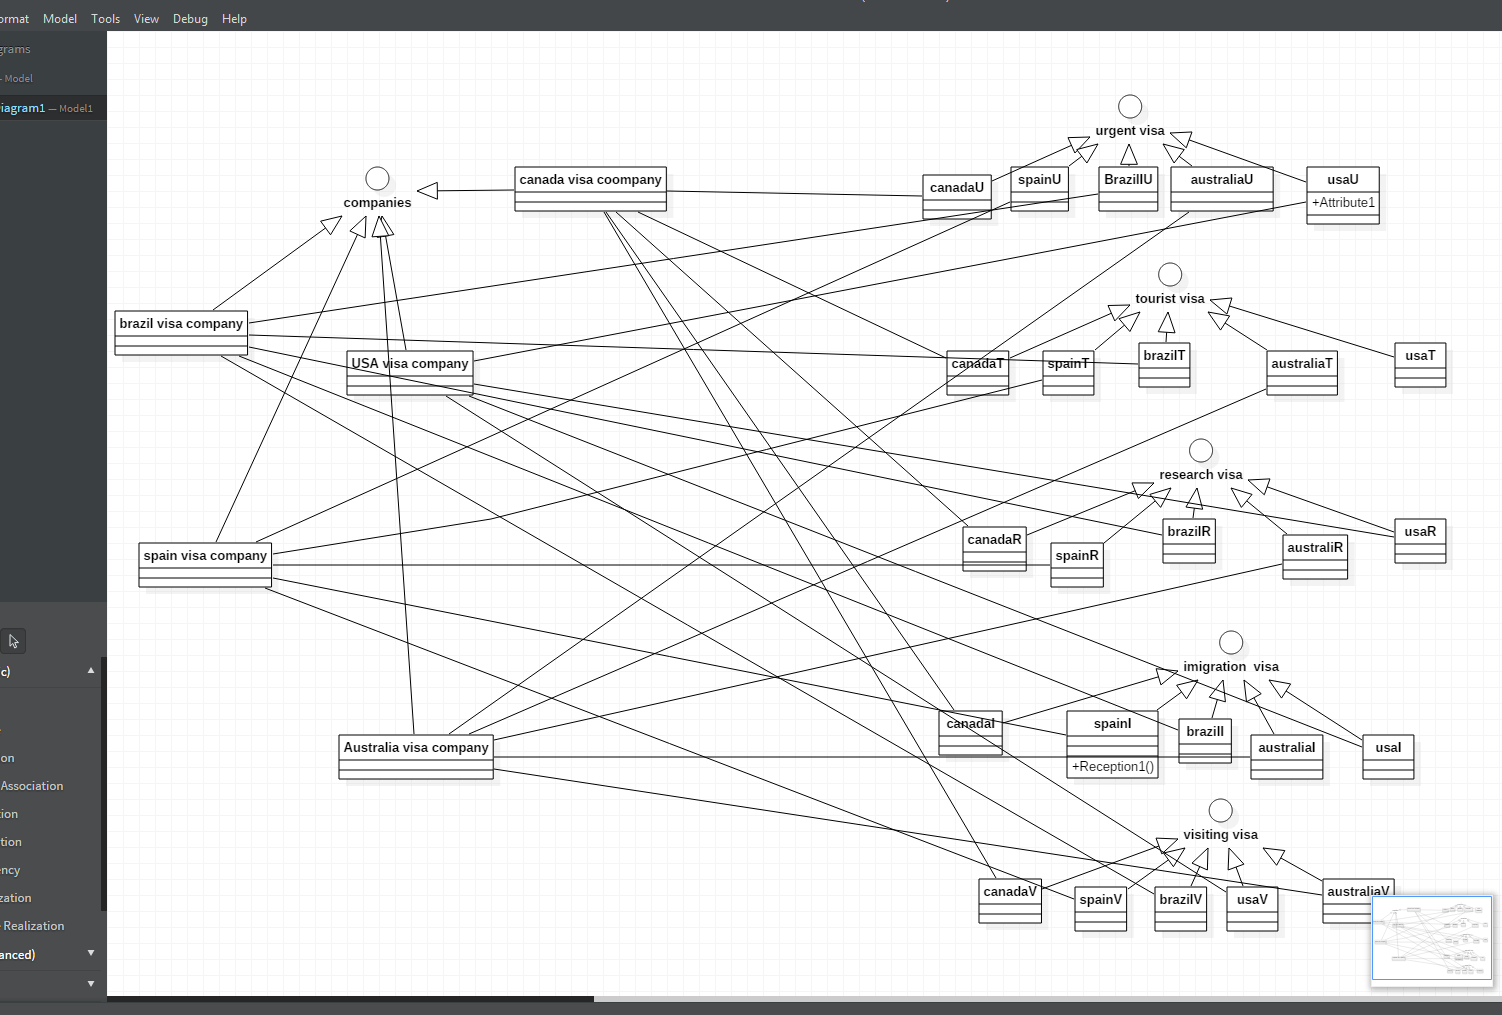 ormat Model Tools View Debug Help
grams
- Model
iagram1 — Model1
c)
on
Association
ion
tion
ncy
zation
Realization
anced)
urgent visa
companies
canada visa coompany
canadaU
spainU
BrazilIU
australiaU
usaU
+Attribute1
tourist visa
brazil visa company
USA visa company
canadaT
spainT
brazilT
australiaT
usaT
research visa
spain visa company
canadaR
spainR
brazilR
australiR
usaR
imigration visa
Australia visa company
canadaI
spainI
+Reception1()
brazilI
australiaI
usaI
visiting visa
canadaV
spainV
brazilV
usaV
australiaV